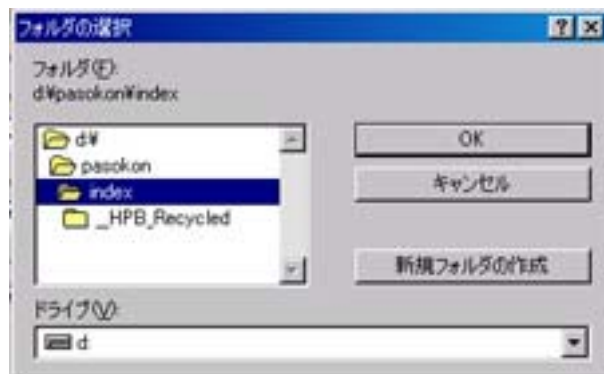 フォルダの選択
フォルダ(F):
d:¥pasokon¥index
d:¥
pasokon
index
_HPB_Recycled
OK
キャンセル
新規フォルダの作成
ドライブ(V):
d: